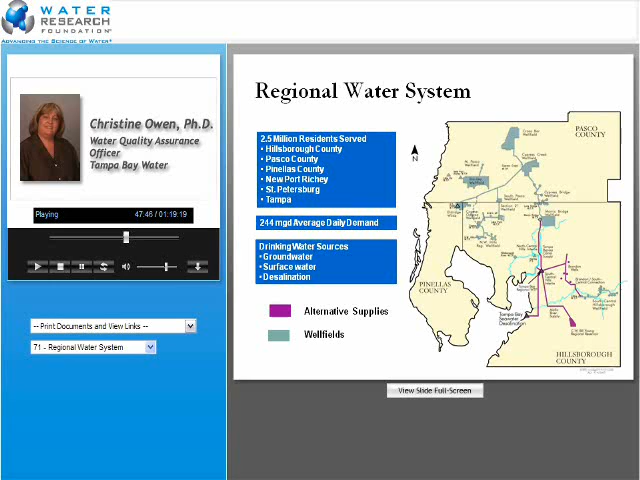 WATER
RESEARCH
FOUNDATION
ADVANCING THE SCIENCE OF WATER®
Christine Owen, Ph.D.
Water Quality Assurance
Officer
Tampa Bay Water
Playing 47:46 / 01:19:19
-- Print Documents and View Links --
71 - Regional Water System
Regional Water System
2.5 Million Residents Served
• Hillsborough County
• Pasco County
• Pinellas County
• New Port Richey
• St. Petersburg
• Tampa
244 mgd Average Daily Demand
Drinking Water Sources
• Groundwater
• Surface water
• Desalination
Alternative Supplies
Wellfields
N
PASCO
COUNTY
PINELLAS
COUNTY
Tampa Bay
Seawater
Desalination
HILLSBOROUGH
COUNTY
View Slide Full-Screen